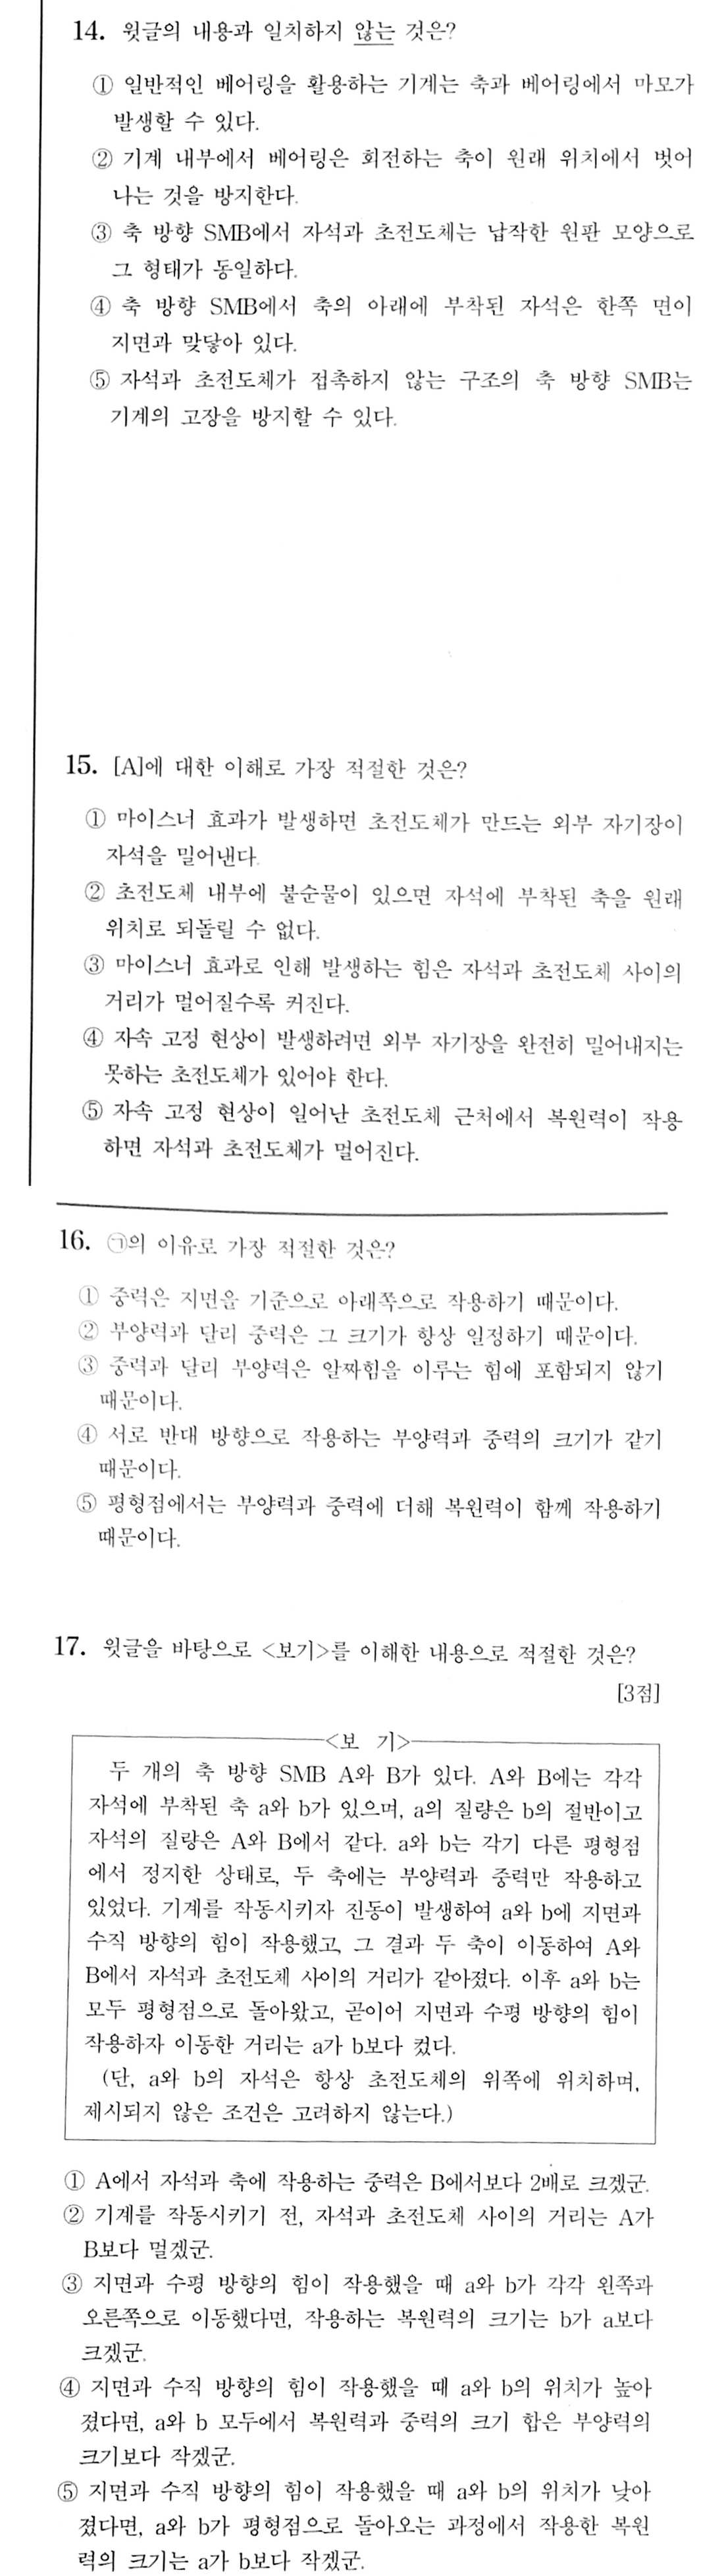 14. 윗글의 내용과 일치하지 않는 것은?
① 일반적인 베어링을 활용하는 기계는 축과 베어링에서 마모가
발생할 수 있다.
② 기계 내부에서 베어링은 회전하는 축이 원래 위치에서 벗어
나는 것을 방지한다.
③ 축 방향 SMB에서 자석과 초전도체는 납작한 원판 모양으로
그 형태가 동일하다.
④ 축 방향 SMB에서 축의 아래에 부착된 자석은 한쪽 면이
지면과 맞닿아 있다.
⑤ 자석과 초전도체가 접촉하지 않는 구조의 축 방향 SMB는
기계의 고장을 방지할 수 있다.
15. [A]에 대한 이해로 가장 적절한 것은?
① 마이스너 효과가 발생하면 초전도체가 만드는 외부 자기장이
자석을 밀어낸다.
② 초전도체 내부에 불순물이 있으면 자석에 부착된 축을 원래
위치로 되돌릴 수 없다.
③ 마이스너 효과로 인해 발생하는 힘은 자석과 초전도체 사이의
거리가 멀어질수록 커진다.
④ 자속 고정 현상이 발생하려면 외부 자기장을 완전히 밀어내지는
못하는 초전도체가 있어야 한다.
⑤ 자속 고정 현상이 일어난 초전도체 근처에서 복원력이 작용
하면 자석과 초전도체가 멀어진다.
16. ㉠의 이유로 가장 적절한 것은?
① 중력은 지면을 기준으로 아래쪽으로 작용하기 때문이다.
② 부양력과 달리 중력은 그 크기가 항상 일정하기 때문이다.
③ 중력과 달리 부양력은 알짜힘을 이루는 힘에 포함되지 않기
때문이다.
④ 서로 반대 방향으로 작용하는 부양력과 중력의 크기가 같기
때문이다.
⑤ 평형점에서는 부양력과 중력에 더해 복원력이 함께 작용하기
때문이다.
17. 윗글을 바탕으로 <보기>를 이해한 내용으로 적절한 것은?
[3점]
<보 기>
두 개의 축 방향 SMB A와 B가 있다. A와 B에는 각각
자석에 부착된 축 a와 b가 있으며, a의 질량은 b의 절반이고
자석의 질량은 A와 B에서 같다. a와 b는 각기 다른 평형점
에서 정지한 상태로, 두 축에는 부양력과 중력만 작용하고
있었다. 기계를 작동시키자 진동이 발생하여 a와 b에 지면과
수직 방향의 힘이 작용했고, 그 결과 두 축이 이동하여 A와
B에서 자석과 초전도체 사이의 거리가 같아졌다. 이후 a와 b는
모두 평형점으로 돌아왔고, 곧이어 지면과 수평 방향의 힘이
작용하자 이동한 거리는 a가 b보다 컸다.
(단, a와 b의 자석은 항상 초전도체의 위쪽에 위치하며,
제시되지 않은 조건은 고려하지 않는다.)
① A에서 자석과 축에 작용하는 중력은 B에서보다 2배로 크겠군.
② 기계를 작동시키기 전, 자석과 초전도체 사이의 거리는 A가
B보다 멀겠군.
③ 지면과 수평 방향의 힘이 작용했을 때 a와 b가 각각 왼쪽과
오른쪽으로 이동했다면, 작용하는 복원력의 크기는 b가 a보다
크겠군.
④ 지면과 수직 방향의 힘이 작용했을 때 a와 b의 위치가 높아
졌다면, a와 b 모두에서 복원력과 중력의 크기 합은 부양력의
크기보다 작겠군.
⑤ 지면과 수직 방향의 힘이 작용했을 때 a와 b의 위치가 낮아
졌다면, a와 b가 평형점으로 돌아오는 과정에서 작용한 복원
력의 크기는 a가 b보다 작겠군.